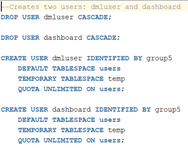 --Creates two users: dmluser and dashboard
DROP USER dmluser CASCADE;
DROP USER dashboard CASCADE;
CREATE USER dmluser IDENTIFIED BY group5
DEFAULT TABLESPACE users
TEMPORARY TABLESPACE temp
QUOTA UNLIMITED ON users;
CREATE USER dashboard IDENTIFIED BY group5
DEFAULT TABLESPACE users
TEMPORARY TABLESPACE temp
QUOTA UNLIMITED ON users;